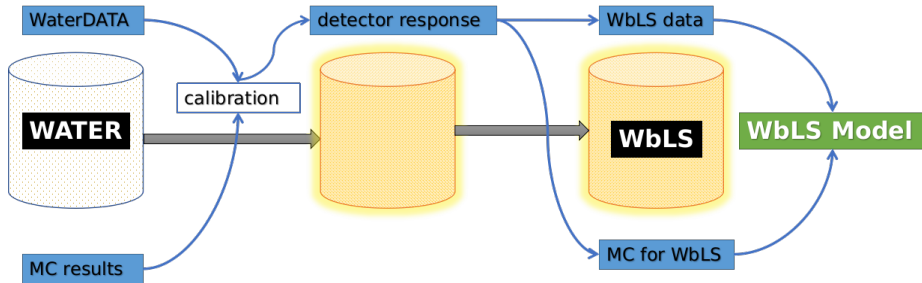 WaterDATA
detector response
WbLS data
calibration
WATER
WbLS
WbLS Model
MC results
MC for WbLS